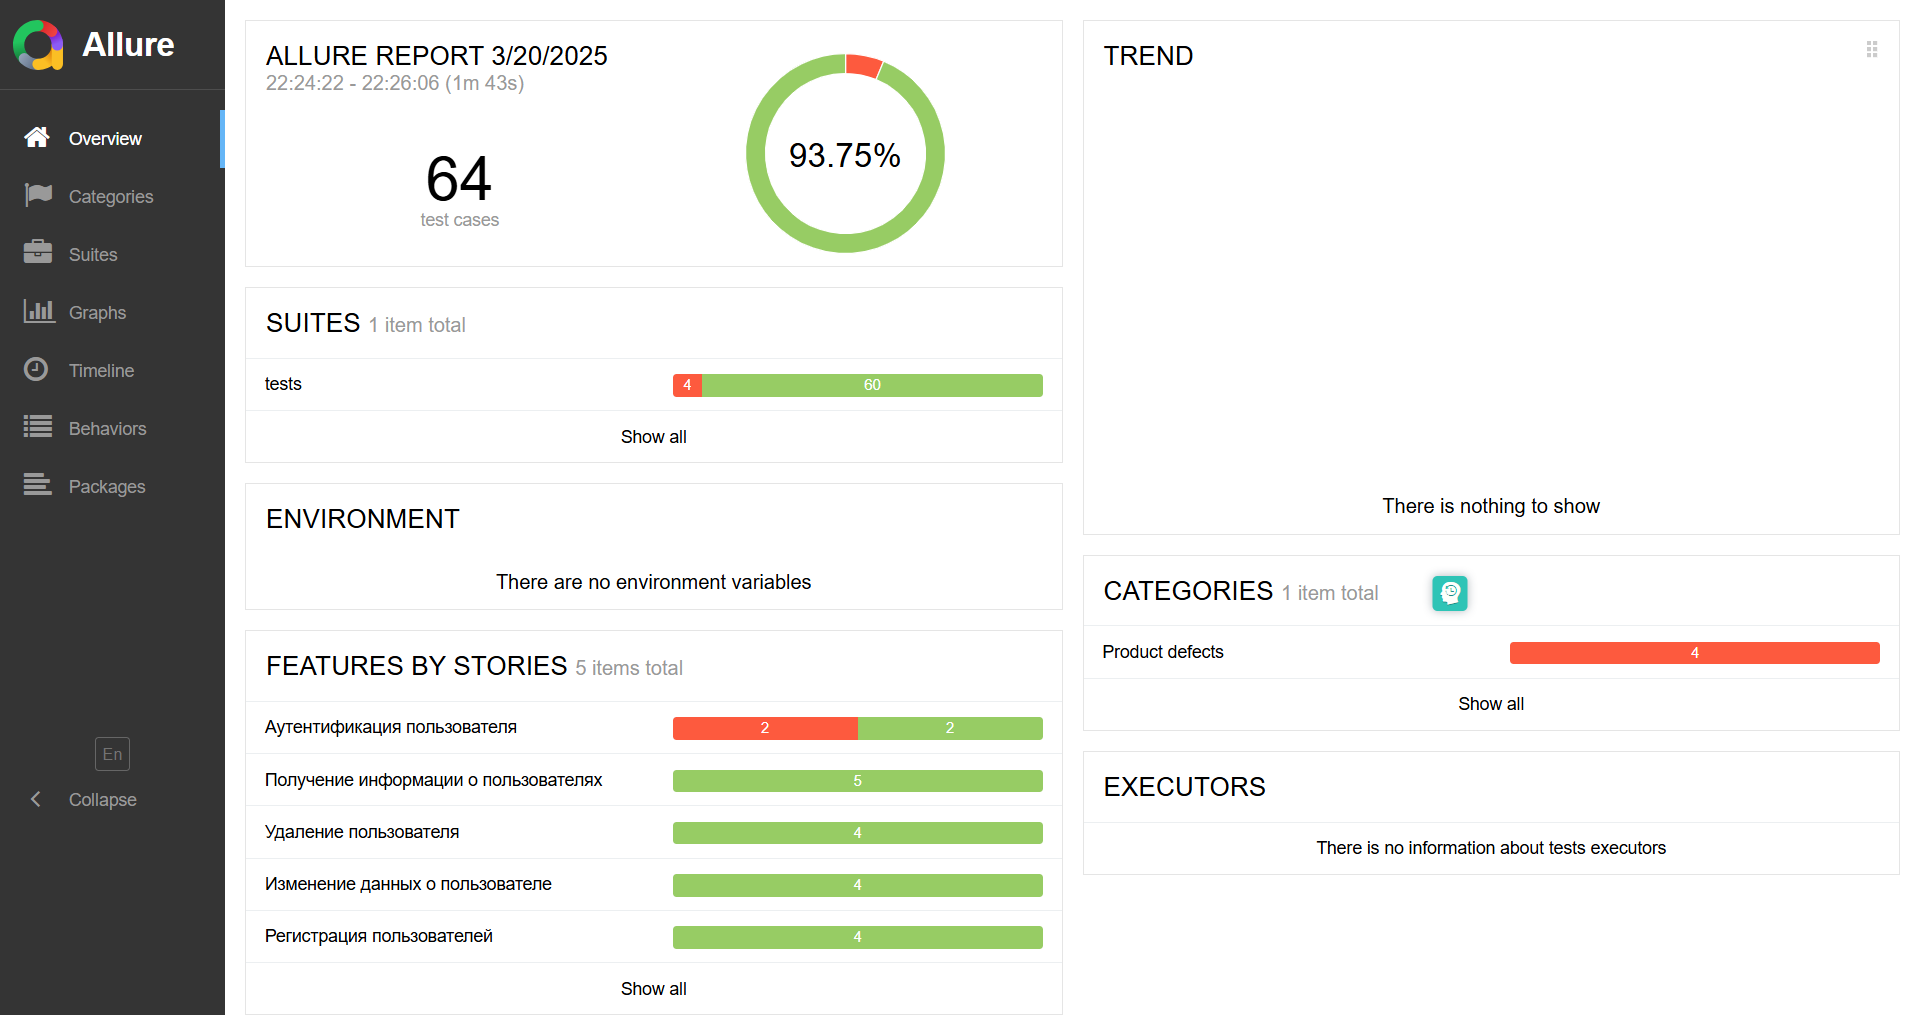 Allure
Overview
Categories
Suites
Graphs
Timeline
Behaviors
Packages
En
Collapse
ALLURE REPORT 3/20/2025
22:24:22 - 22:26:06 (1m 43s)
64
test cases
93.75%
SUITES 1 item total
tests 4 60
Show all
ENVIRONMENT
There are no environment variables
FEATURES BY STORIES 5 items total
Аутентификация пользователя 2 2
Получение информации о пользователях 5
Удаление пользователя 4
Изменение данных о пользователе 4
Регистрация пользователей 4
Show all
TREND
There is nothing to show
CATEGORIES 1 item total
Product defects 4
Show all
EXECUTORS
There is no information about tests executors